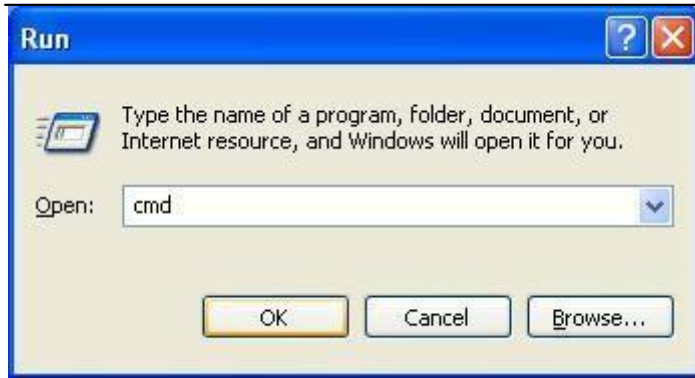 Run
Type the name of a program, folder, document, or
Internet resource, and Windows will open it for you.
Open: cmd
OK Cancel Browse...